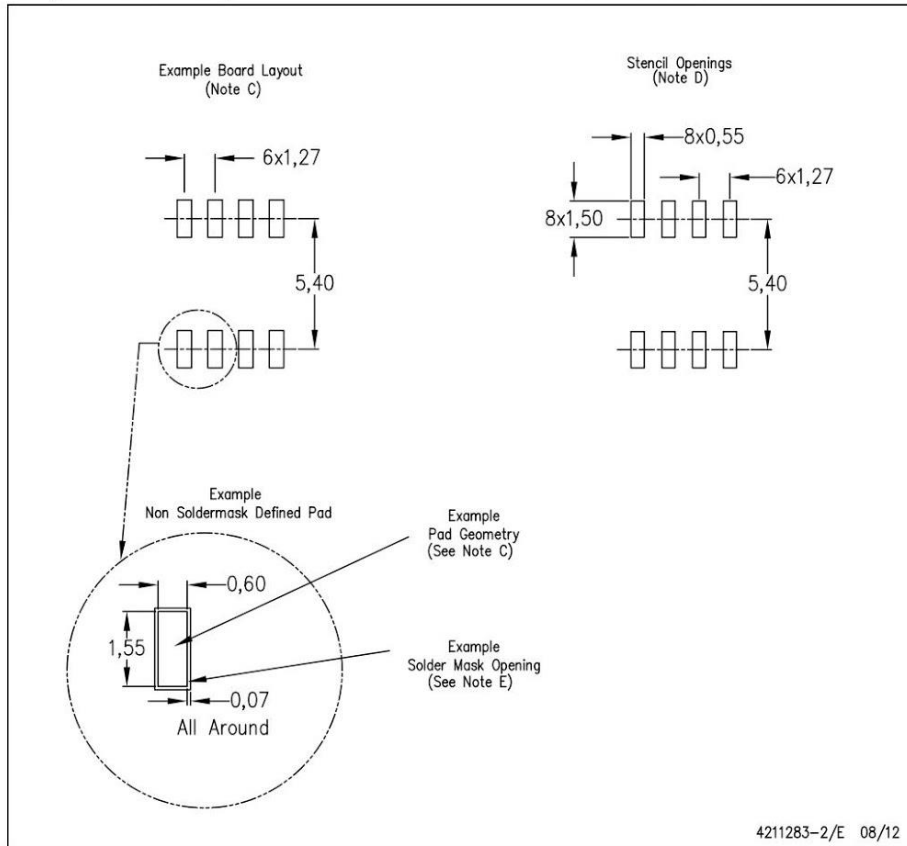 Example Board Layout
(Note C)
6x1,27
5,40
Stencil Openings
(Note D)
8x0,55
6x1,27
8x1,50
5,40
Example
Non Soldermask Defined Pad
0,60
1,55
0,07
All Around
Example
Pad Geometry
(See Note C)
Example
Solder Mask Opening
(See Note E)
4211283-2/E 08/12